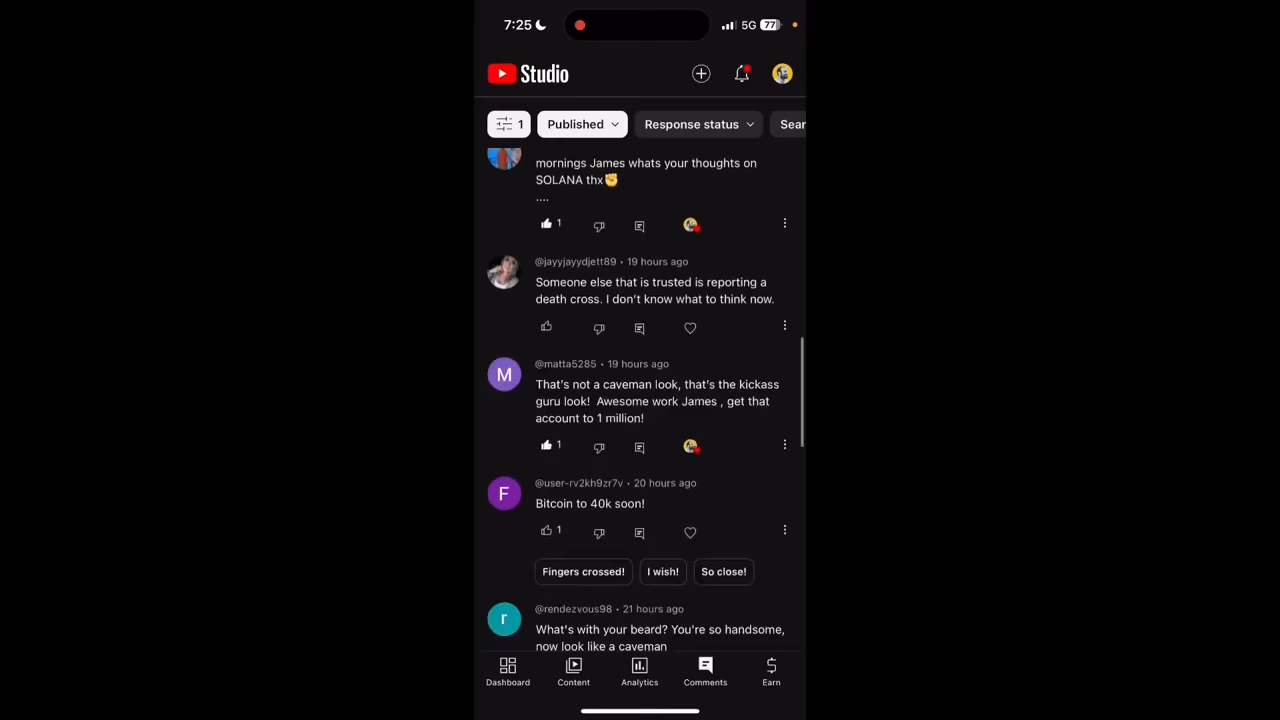 7:25
5G 77
Studio
1 Published Response status Sear
mornings James whats your thoughts on
SOLANA thx✊
....
1
@jayyjayydjett89 • 19 hours ago
Someone else that is trusted is reporting a
death cross. I don’t know what to think now.
M
@matta5285 • 19 hours ago
That’s not a caveman look, that’s the kickass
guru look!  Awesome work James , get that
account to 1 million!
1
F
@user-rv2kh9zr7v • 20 hours ago
Bitcoin to 40k soon!
1
Fingers crossed! I wish! So close!
r
@rendezvous98 • 21 hours ago
What's with your beard? You're so handsome,
now look like a caveman
Dashboard Content Analytics Comments Earn